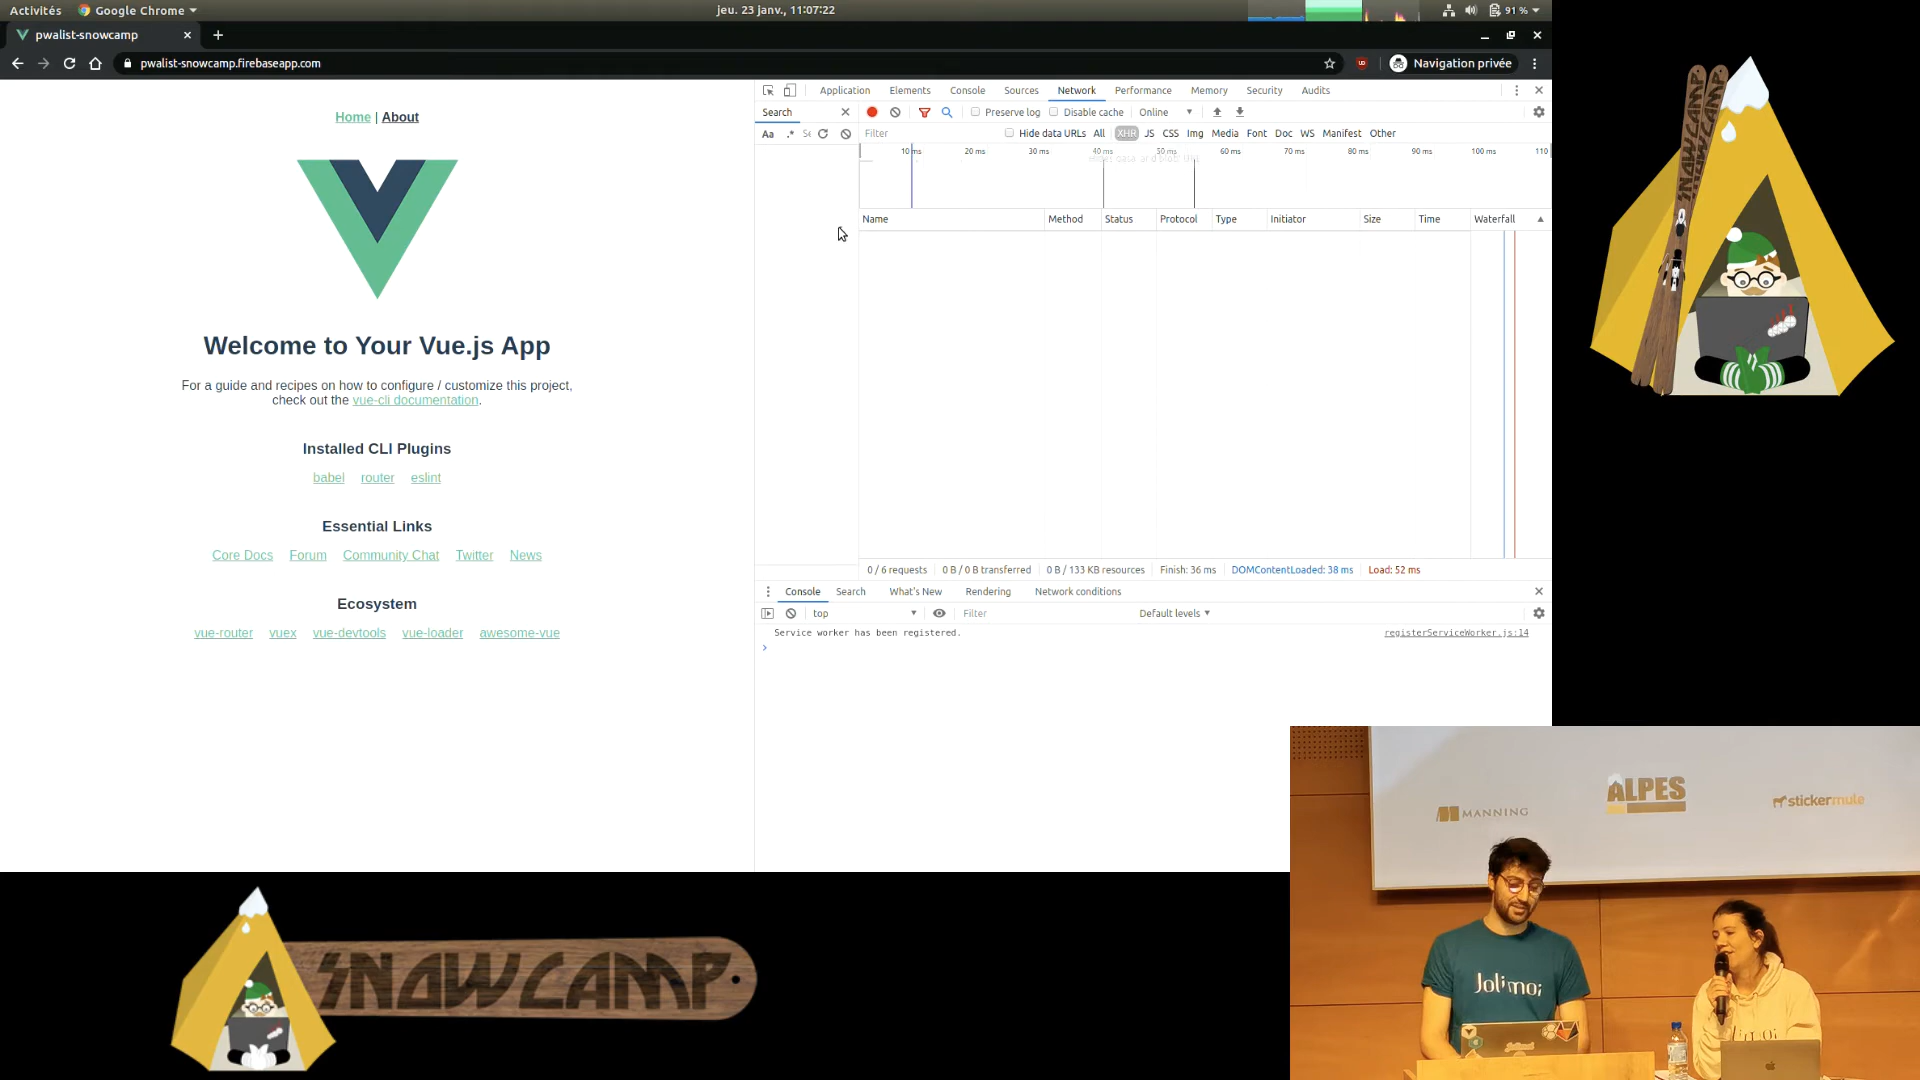 Activités Google Chrome jeu. 23 janv., 11:07:22 91 %
pwalist-snowcamp
pwalist-snowcamp.firebaseapp.com Navigation privée
Home | About
Welcome to Your Vue.js App
For a guide and recipes on how to configure / customize this project,
check out the vue-cli documentation.
Installed CLI Plugins
babel router eslint
Essential Links
Core Docs Forum Community Chat Twitter News
Ecosystem
vue-router vuex vue-devtools vue-loader awesome-vue
Application Elements Console Sources Network Performance Memory Security Audits
Search Preserve log Disable cache Online
Aa .* Filter Hide data URLs All XHR JS CSS Img Media Font Doc WS Manifest Other
10 ms 20 ms 30 ms 40 ms 50 ms 60 ms 70 ms 80 ms 90 ms 100 ms 110
Name Method Status Protocol Type Initiator Size Time Waterfall
0 / 6 requests 0 B / 0 B transferred 0 B / 133 KB resources Finish: 36 ms DOMContentLoaded: 38 ms Load: 52 ms
Console Search What's New Rendering Network conditions
top Filter Default levels
Service worker has been registered. registerServiceWorker.js:14
SNOWCAMP
SNOWCAMP
SNOWCAMP
MANNING
ALPES
stickermule
Jolimoi